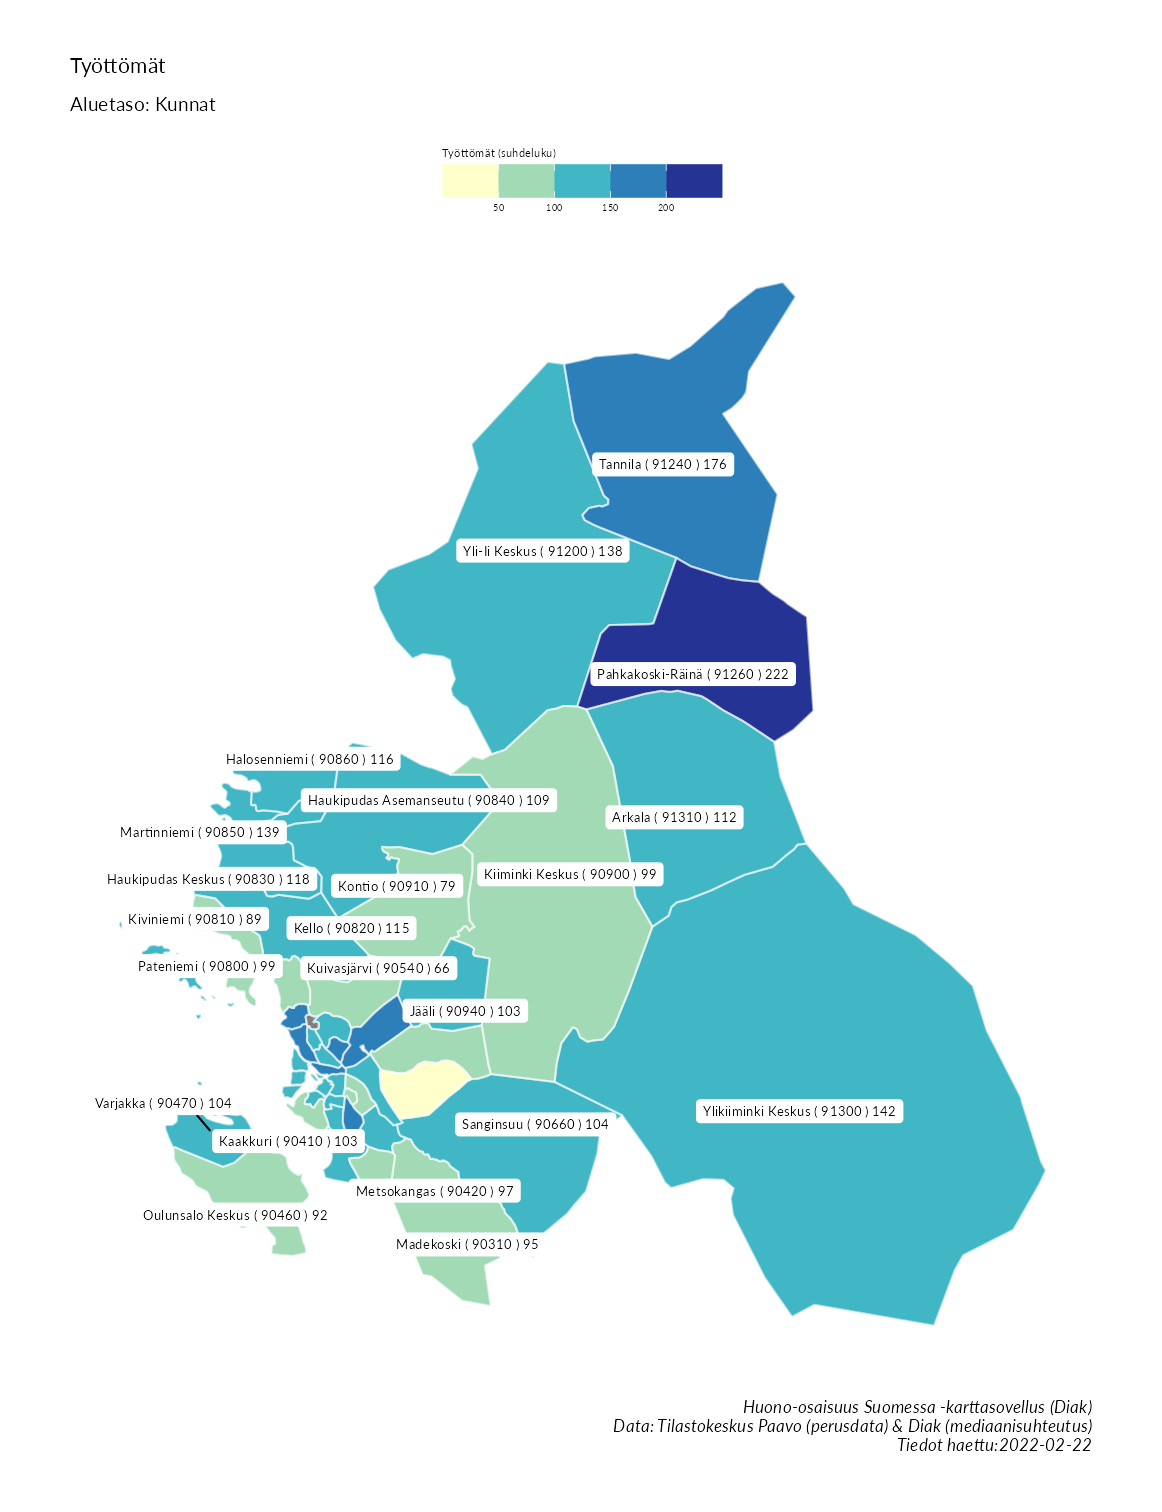 Työttömät
Aluetaso: Kunnat
Työttömät (suhdeluku)
50 100 150 200
Tannila ( 91240 ) 176
Yli-Ii Keskus ( 91200 ) 138
Pahkakoski-Räinä ( 91260 ) 222
Halosenniemi ( 90860 ) 116
Haukipudas Asemanseutu ( 90840 ) 109
Arkala ( 91310 ) 112
Martinniemi ( 90850 ) 139
Kiiminki Keskus ( 90900 ) 99
Haukipudas Keskus ( 90830 ) 118
Kontio ( 90910 ) 79
Kiviniemi ( 90810 ) 89
Kello ( 90820 ) 115
Pateniemi ( 90800 ) 99
Kuivasjärvi ( 90540 ) 66
Jääli ( 90940 ) 103
Varjakka ( 90470 ) 104
Ylikiiminki Keskus ( 91300 ) 142
Sanginsuu ( 90660 ) 104
Kaakkuri ( 90410 ) 103
Metsokangas ( 90420 ) 97
Oulunsalo Keskus ( 90460 ) 92
Madekoski ( 90310 ) 95
Huono-osaisuus Suomessa -karttasovellus (Diak)
Data: Tilastokeskus Paavo (perusdata) & Diak (mediaanisuhteutus)
Tiedot haettu:2022-02-22